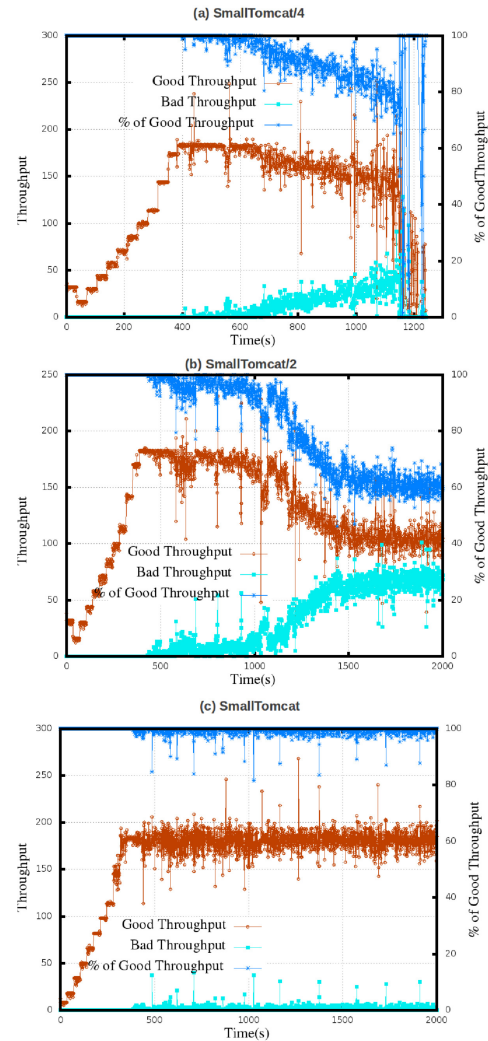 (a) SmallTomcat/4
300
250
200
150
100
50
0
100
80
60
40
20
0
Good Throughput
Bad Throughput
% of Good Throughput
Throughput
% of GoodThroughput
0 200 400 600 800 1000 1200
Time(s)
(b) SmallTomcat/2
250
200
150
100
50
0
100
80
60
40
20
0
Good Throughput
Bad Throughput
% of Good Throughput
Throughput
% of Good Throughput
0 500 1000 1500 2000
Time(s)
(c) SmallTomcat
300
250
200
150
100
50
0
100
80
60
40
20
0
Good Throughput
Bad Throughput
% of Good Throughput
Throughput
% of Good Throughput
0 500 1000 1500 2000
Time(s)